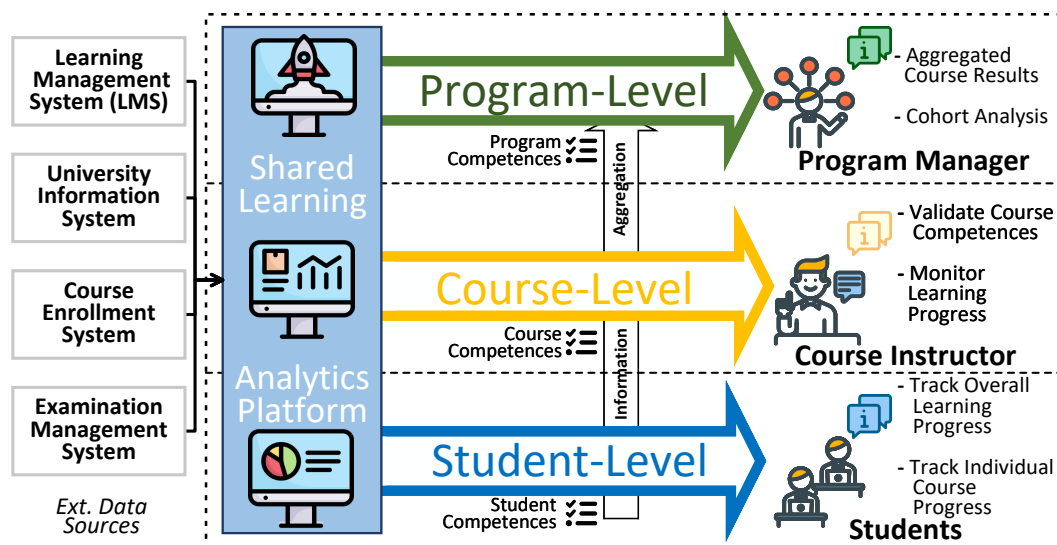 Learning
Management
System (LMS)
University
Information
System
Course
Enrollment
System
Examination
Management
System
Ext. Data
Sources
Shared
Learning
Analytics
Platform
Program-Level
Program
Competences
Aggregation
- Aggregated
Course Results
- Cohort Analysis
Program Manager
Course-Level
Course
Competences
Information
- Validate Course
Competences
- Monitor
Learning
Progress
Course Instructor
Student-Level
Student
Competences
- Track Overall
Learning
Progress
- Track Individual
Course
Progress
Students